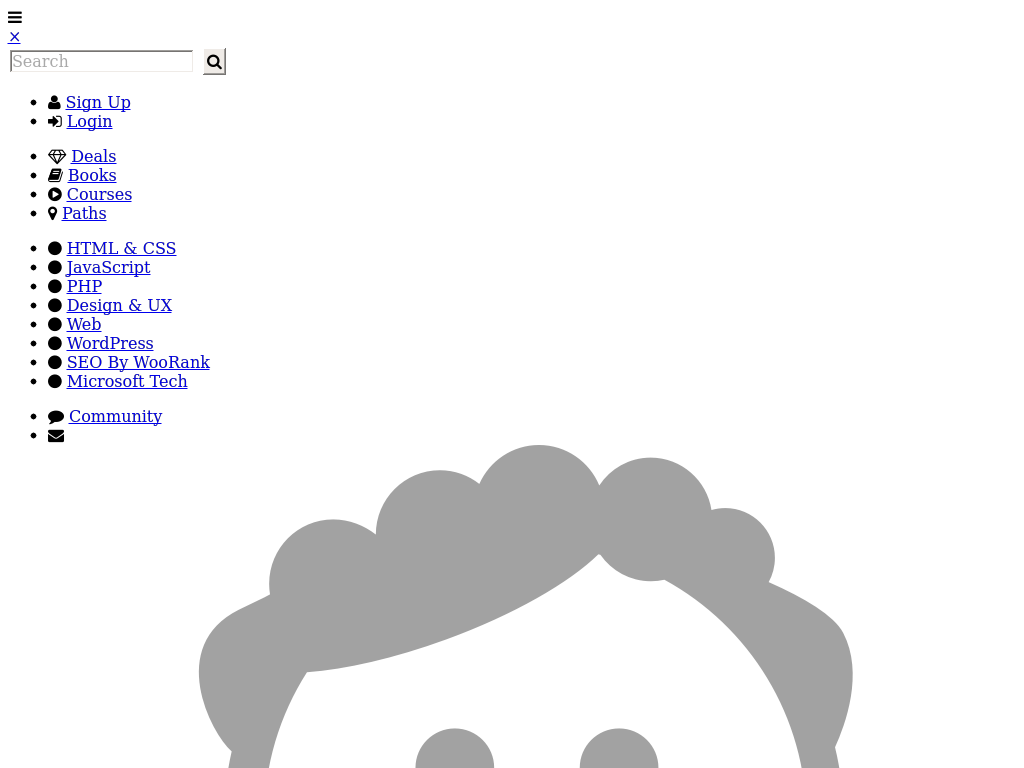 ×
Search
Sign Up
Login
Deals
Books
Courses
Paths
HTML & CSS
JavaScript
PHP
Design & UX
Web
WordPress
SEO By WooRank
Microsoft Tech
Community